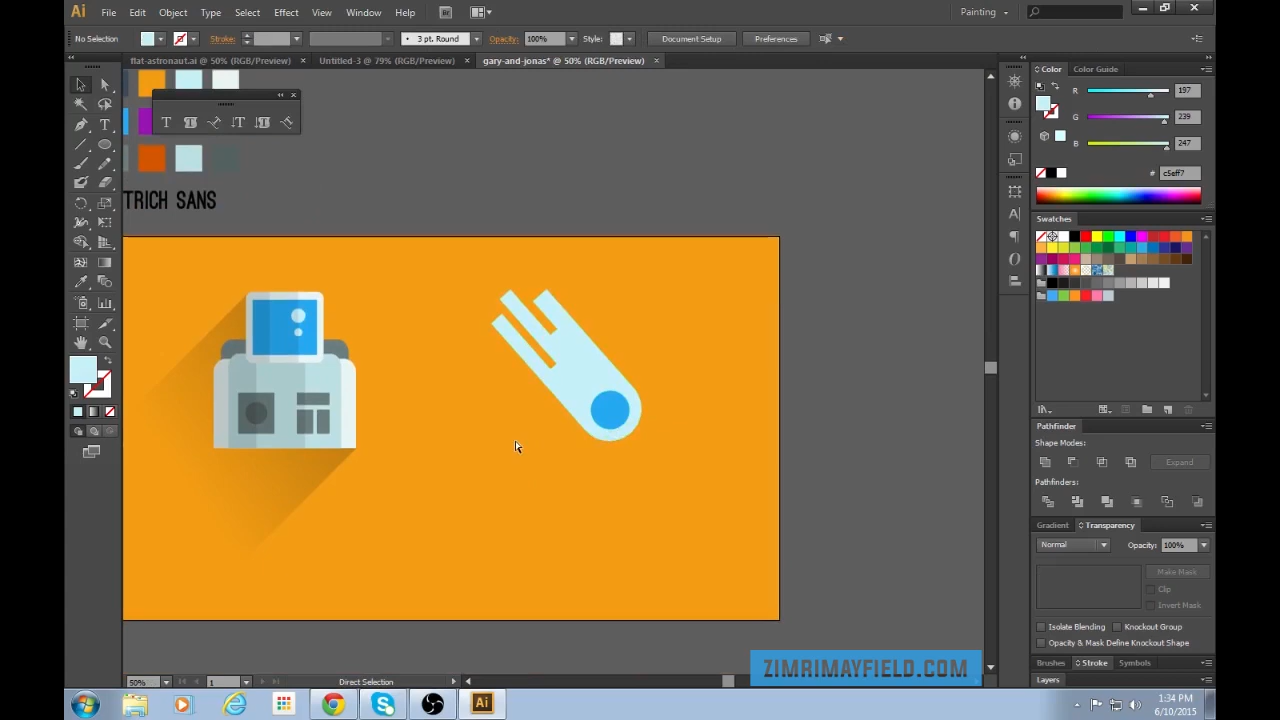 Ai File Edit Object Type Select Effect View Window Help Br Painting
No Selection Stroke: 3 pt. Round Opacity: 100% Style: Document Setup Preferences
flat-astronaut.ai @ 50% (RGB/Preview) × Untitled-3 @ 79% (RGB/Preview) × gary-and-jonas* @ 50% (RGB/Preview) ×
Color Color Guide
R 197
G 239
B 247
# c5eff7
TRICH SANS
Swatches
Pathfinder
Shape Modes:
Expand
Pathfinders:
Gradient Transparency
Normal Opacity: 100%
Make Mask
Clip
Invert Mask
Isolate Blending Knockout Group
Opacity & Mask Define Knockout Shape
Brushes Stroke Symbols
Layers
50% 1 Direct Selection
ZIMRIMAYFIELD.COM
1:34 PM
6/10/2015